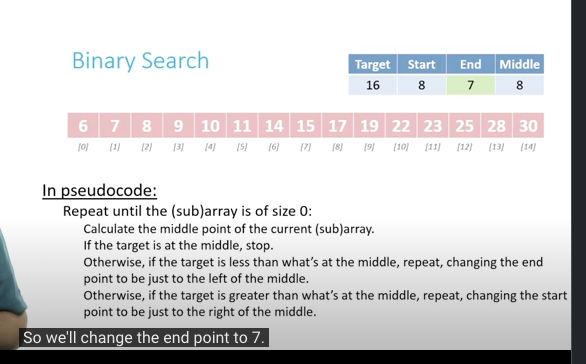 Binary Search
Target Start End Middle
16 8 7 8
6 7 8 9 10 11 14 15 17 19 22 23 25 28 30
[0] [1] [2] [3] [4] [5] [6] [7] [8] [9] [10] [11] [12] [13] [14]
In pseudocode:
Repeat until the (sub)array is of size 0:
Calculate the middle point of the current (sub)array.
If the target is at the middle, stop.
Otherwise, if the target is less than what's at the middle, repeat, changing the end
point to be just to the left of the middle.
Otherwise, if the target is greater than what's at the middle, repeat, changing the start
point to be just to the right of the middle.
So we'll change the end point to 7.